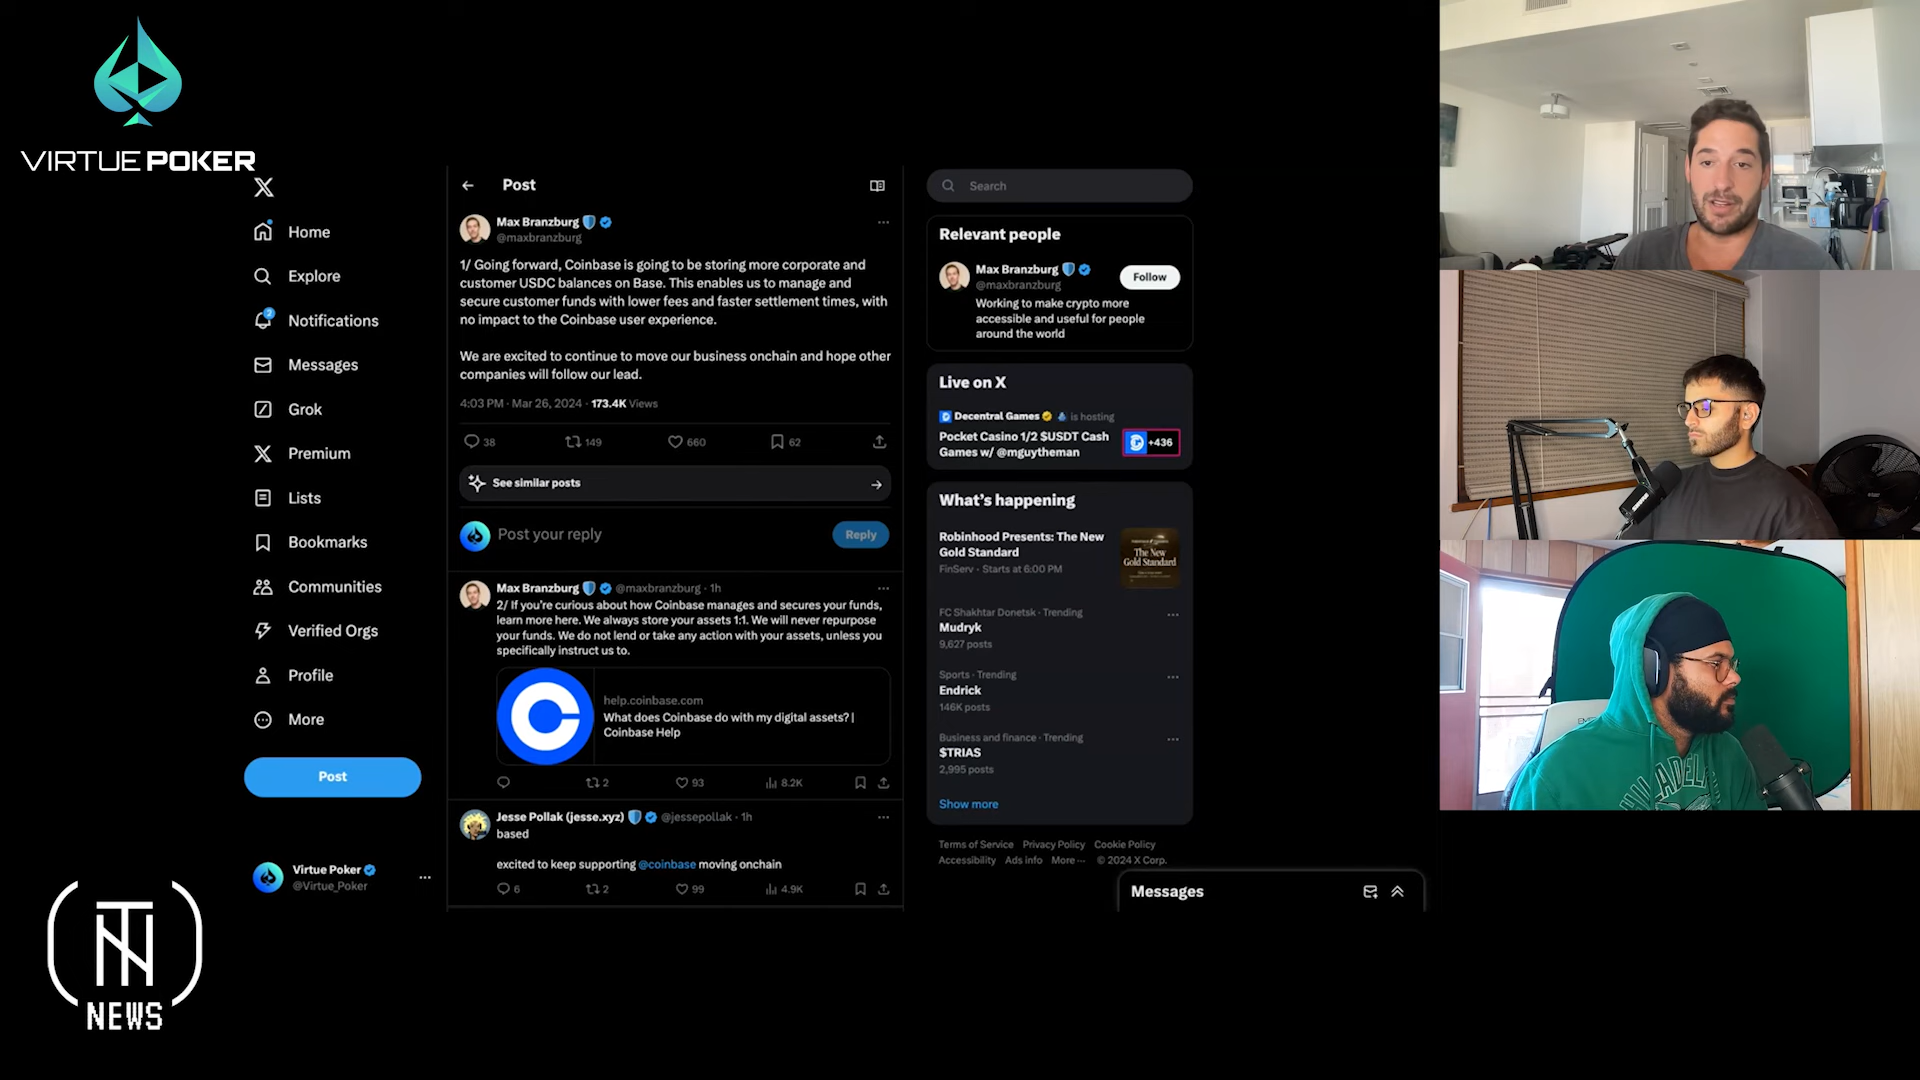 VIRTUE POKER
Home
Explore
2
Notifications
Messages
Grok
Premium
Lists
Bookmarks
Communities
Verified Orgs
Profile
More
Post
Virtue Poker
@Virtue_Poker
NEWS
Post
Max Branzburg
@maxbranzburg
1/ Going forward, Coinbase is going to be storing more corporate and
customer USDC balances on Base. This enables us to manage and
secure customer funds with lower fees and faster settlement times, with
no impact to the Coinbase user experience.
We are excited to continue to move our business onchain and hope other
companies will follow our lead.
4:03 PM · Mar 26, 2024 · 173.4K Views
38 149 660 62
See similar posts
Post your reply
Reply
Max Branzburg @maxbranzburg · 1h
2/ If you're curious about how Coinbase manages and secures your funds,
learn more here. We always store your assets 1:1. We will never repurpose
your funds. We do not lend or take any action with your assets, unless you
specifically instruct us to.
help.coinbase.com
What does Coinbase do with my digital assets? |
Coinbase Help
2 93 8.2K
Jesse Pollak (jesse.xyz) @jessepollak · 1h
based
excited to keep supporting @coinbase moving onchain
6 2 99 4.9K
Search
Relevant people
Max Branzburg
@maxbranzburg
Follow
Working to make crypto more
accessible and useful for people
around the world
Live on X
Decentral Games is hosting
Pocket Casino 1/2 $USDT Cash
Games w/ @mguytheman
+436
What's happening
Robinhood Presents: The New
Gold Standard
FinServ · Starts at 6:00 PM
The New
Gold Standard
FC Shakhtar Donetsk · Trending
Mudryk
9,627 posts
Sports · Trending
Endrick
146K posts
Business and finance · Trending
$TRIAS
2,995 posts
Show more
Terms of Service Privacy Policy Cookie Policy
Accessibility Ads info More ··· © 2024 X Corp.
Messages